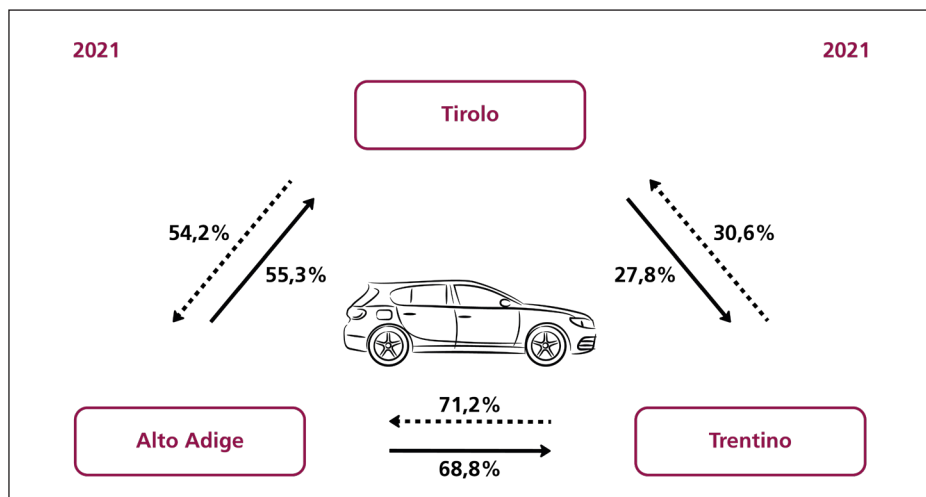 2021
2021
Tirolo
54,2%
30,6%
55,3%
27,8%
71,2%
Alto Adige
Trentino
68,8%